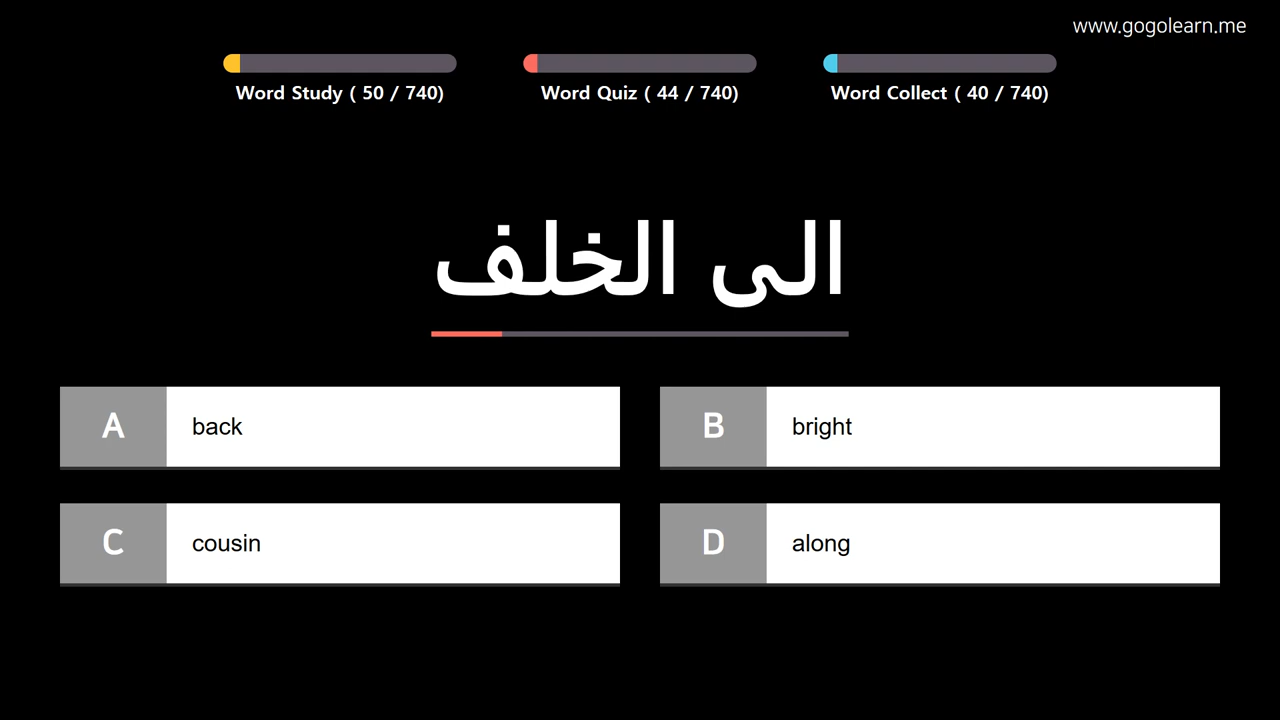 www.gogolearn.me
Word Study ( 50 / 740)
Word Quiz ( 44 / 740)
Word Collect ( 40 / 740)
الى الخلف
A back
B bright
C cousin
D along